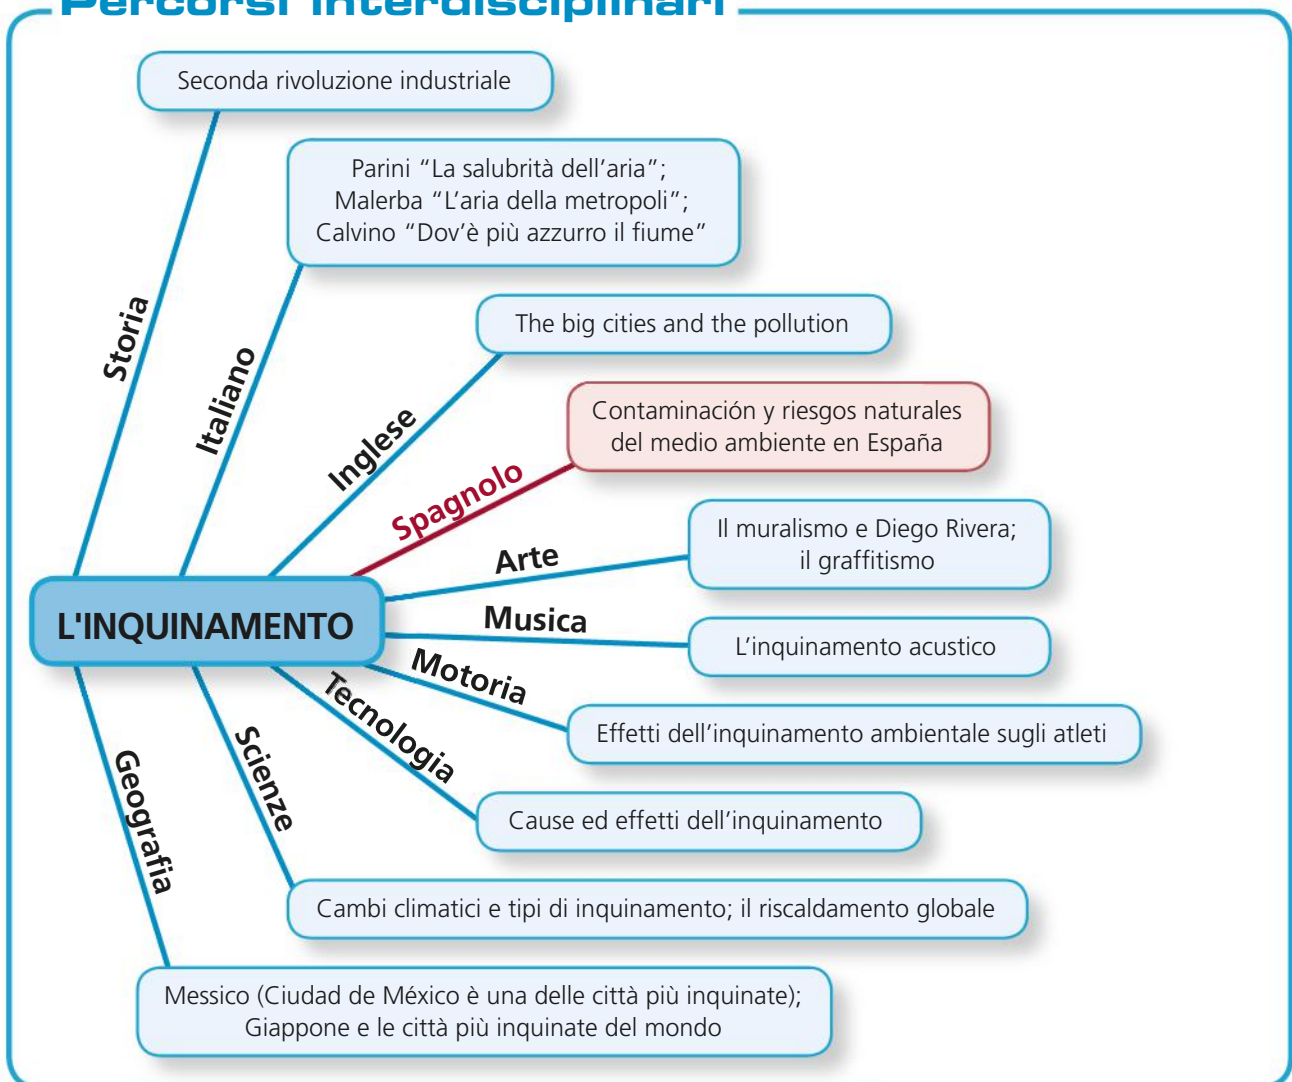 Percorsi interdisciplinari
Seconda rivoluzione industriale
Parini “La salubrità dell’aria”;
Malerba “L’aria della metropoli”;
Calvino “Dov’è più azzurro il fiume”
Storia
Italiano
The big cities and the pollution
Inglese
Contaminación y riesgos naturales
del medio ambiente en España
Spagnolo
Il muralismo e Diego Rivera;
il graffitismo
Arte
L'INQUINAMENTO
Musica
L’inquinamento acustico
Motoria
Effetti dell’inquinamento ambientale sugli atleti
Tecnologia
Cause ed effetti dell’inquinamento
Scienze
Cambi climatici e tipi di inquinamento; il riscaldamento globale
Geografia
Messico (Ciudad de México è una delle città più inquinate);
Giappone e le città più inquinate del mondo